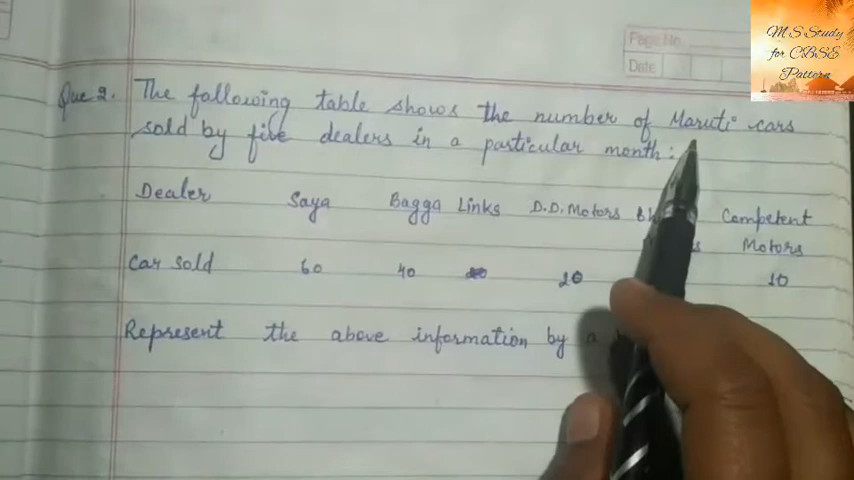 M S Study
for CBSE
Pattern
Page No.
Date
Que 2. The following table shows the number of Maruti cars
sold by five dealers in a particular month:
Dealer Saya Bagga Links D.D. Motors Competent
Motors
Car sold 60 40 20 10
Represent the above information by a